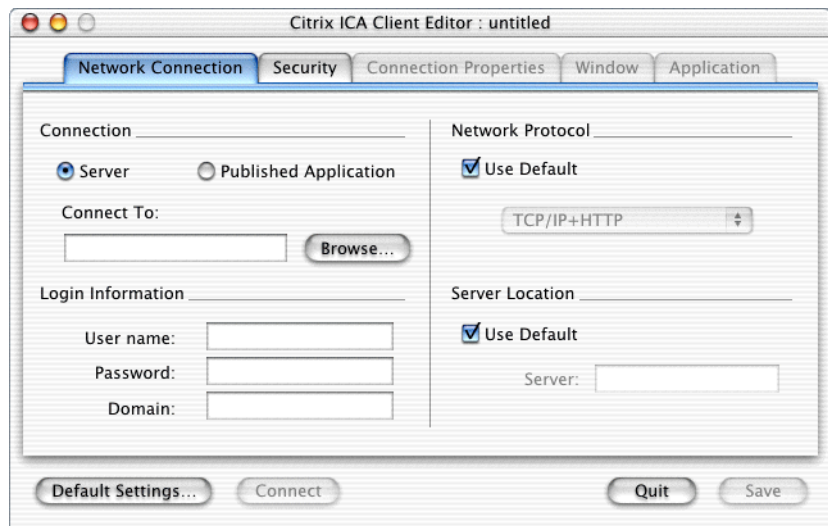 Citrix ICA Client Editor : untitled
Network Connection Security Connection Properties Window Application
Connection
Server Published Application
Connect To:
Browse...
Login Information
User name:
Password:
Domain:
Network Protocol
Use Default
TCP/IP+HTTP
Server Location
Use Default
Server:
Default Settings... Connect Quit Save